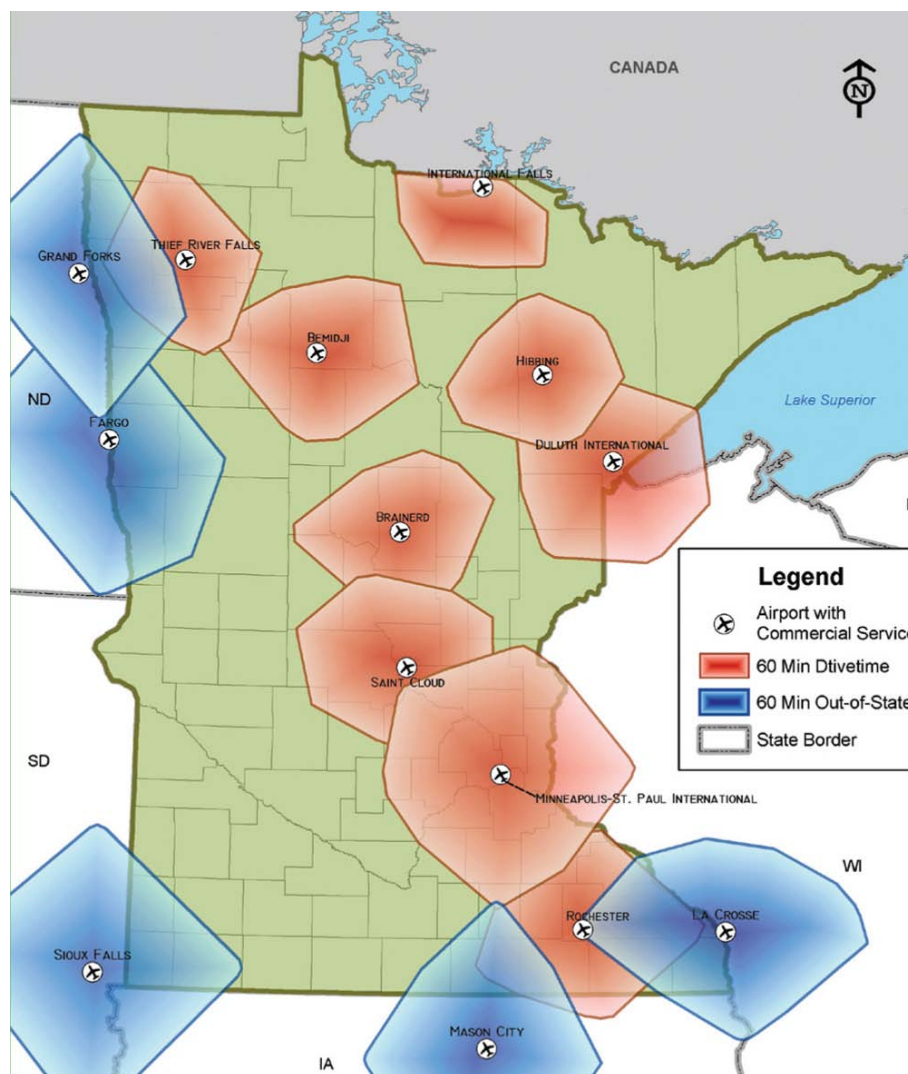 CANADA
N
INTERNATIONAL FALLS
THIEF RIVER FALLS
GRAND FORKS
BEMIDJI
HIBBING
ND
Lake Superior
FARGO
DULUTH INTERNATIONAL
BRAINERD
Legend
Airport with
Commercial Service
60 Min Dtivetime
60 Min Out-of-State
State Border
SAINT CLOUD
SD
MINNEAPOLIS-ST. PAUL INTERNATIONAL
WI
ROCHESTER
LA CROSSE
SIOUX FALLS
MASON CITY
IA